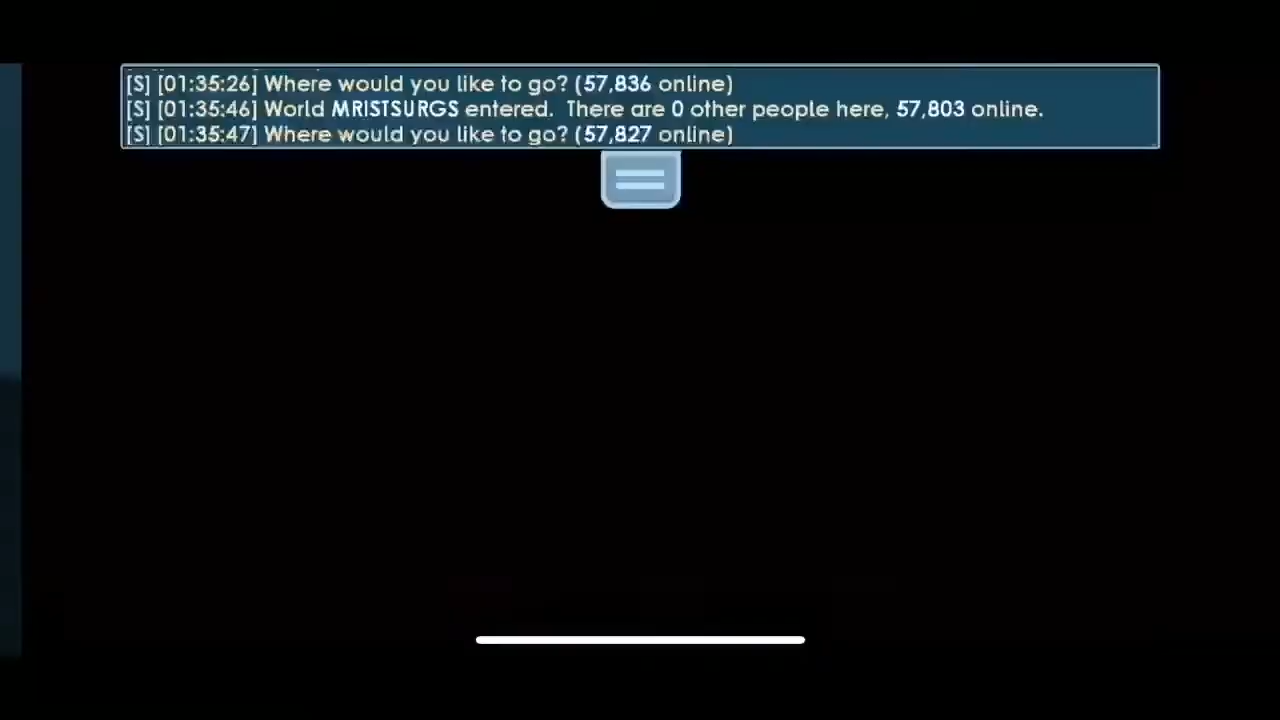 [S] [01:35:26] Where would you like to go? (57,836 online)
[S] [01:35:46] World MRISTSURGS entered.  There are 0 other people here, 57,803 online.
[S] [01:35:47] Where would you like to go? (57,827 online)